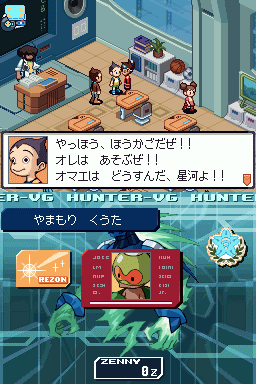 やっほう、ほうかごだぜ！！
オレは　あそぶぜ！！
オマエは　どうすんだ、星河よ！！
ER-VG HUNTER-VG HUNTE
やまもり　くうた
REZON
ZENNY
0z